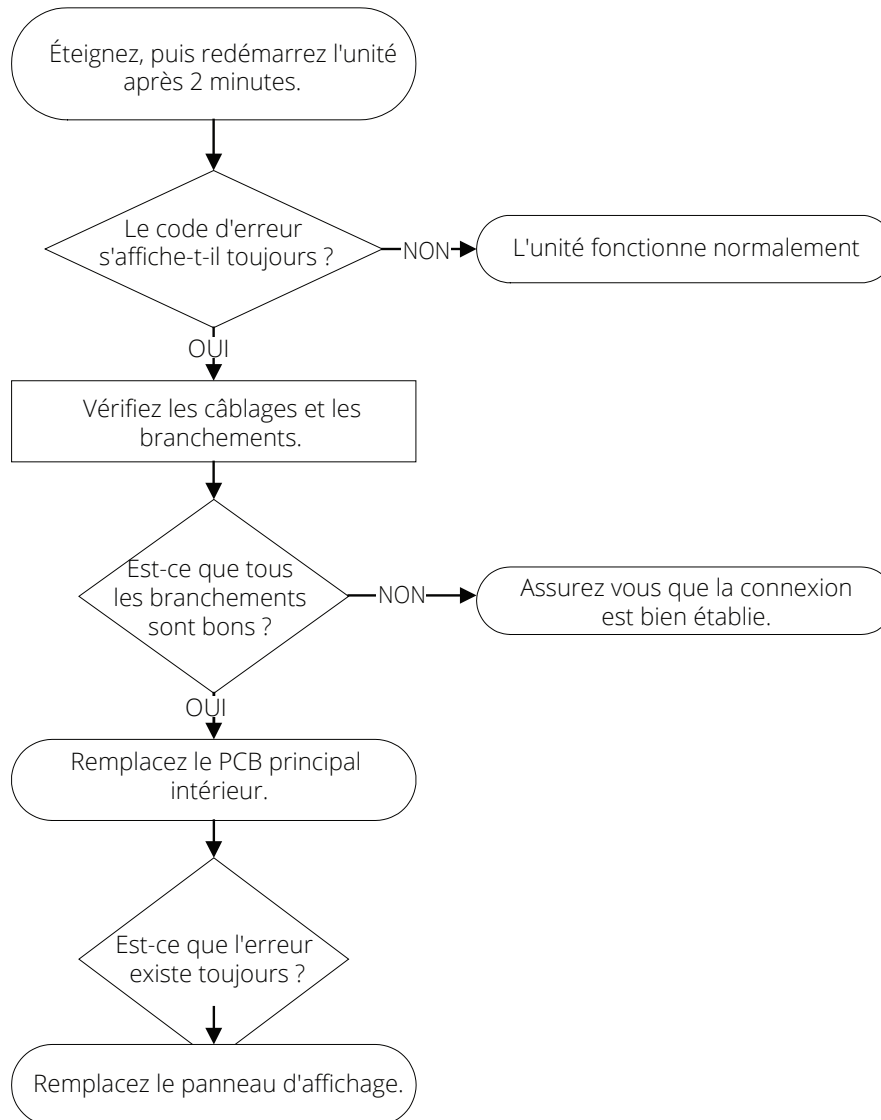 Éteignez, puis redémarrez l'unité
après 2 minutes.
Le code d'erreur
s'affiche-t-il toujours ?
NON
L'unité fonctionne normalement
OUI
Vérifiez les câblages et les
branchements.
Est-ce que tous
les branchements
sont bons ?
NON
Assurez vous que la connexion
est bien établie.
OUI
Remplacez le PCB principal
intérieur.
Est-ce que l'erreur
existe toujours ?
Remplacez le panneau d'affichage.